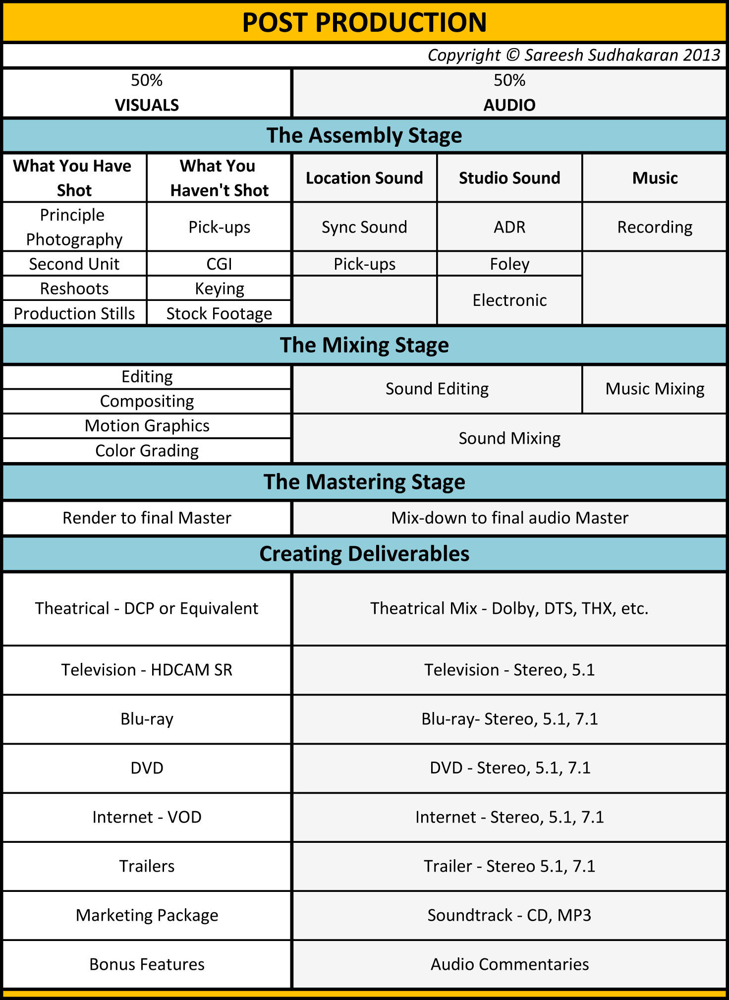 POST PRODUCTION
Copyright © Sareesh Sudhakaran 2013
50%
VISUALS
50%
AUDIO
The Assembly Stage
What You Have
Shot
What You
Haven't Shot
Location Sound
Studio Sound
Music
Principle
Photography
Pick-ups
Sync Sound
ADR
Recording
Second Unit
CGI
Pick-ups
Foley
Reshoots
Keying
Electronic
Production Stills
Stock Footage
The Mixing Stage
Editing
Compositing
Sound Editing
Music Mixing
Motion Graphics
Color Grading
Sound Mixing
The Mastering Stage
Render to final Master
Mix-down to final audio Master
Creating Deliverables
Theatrical - DCP or Equivalent
Theatrical Mix - Dolby, DTS, THX, etc.
Television - HDCAM SR
Television - Stereo, 5.1
Blu-ray
Blu-ray- Stereo, 5.1, 7.1
DVD
DVD - Stereo, 5.1, 7.1
Internet - VOD
Internet - Stereo, 5.1, 7.1
Trailers
Trailer - Stereo 5.1, 7.1
Marketing Package
Soundtrack - CD, MP3
Bonus Features
Audio Commentaries